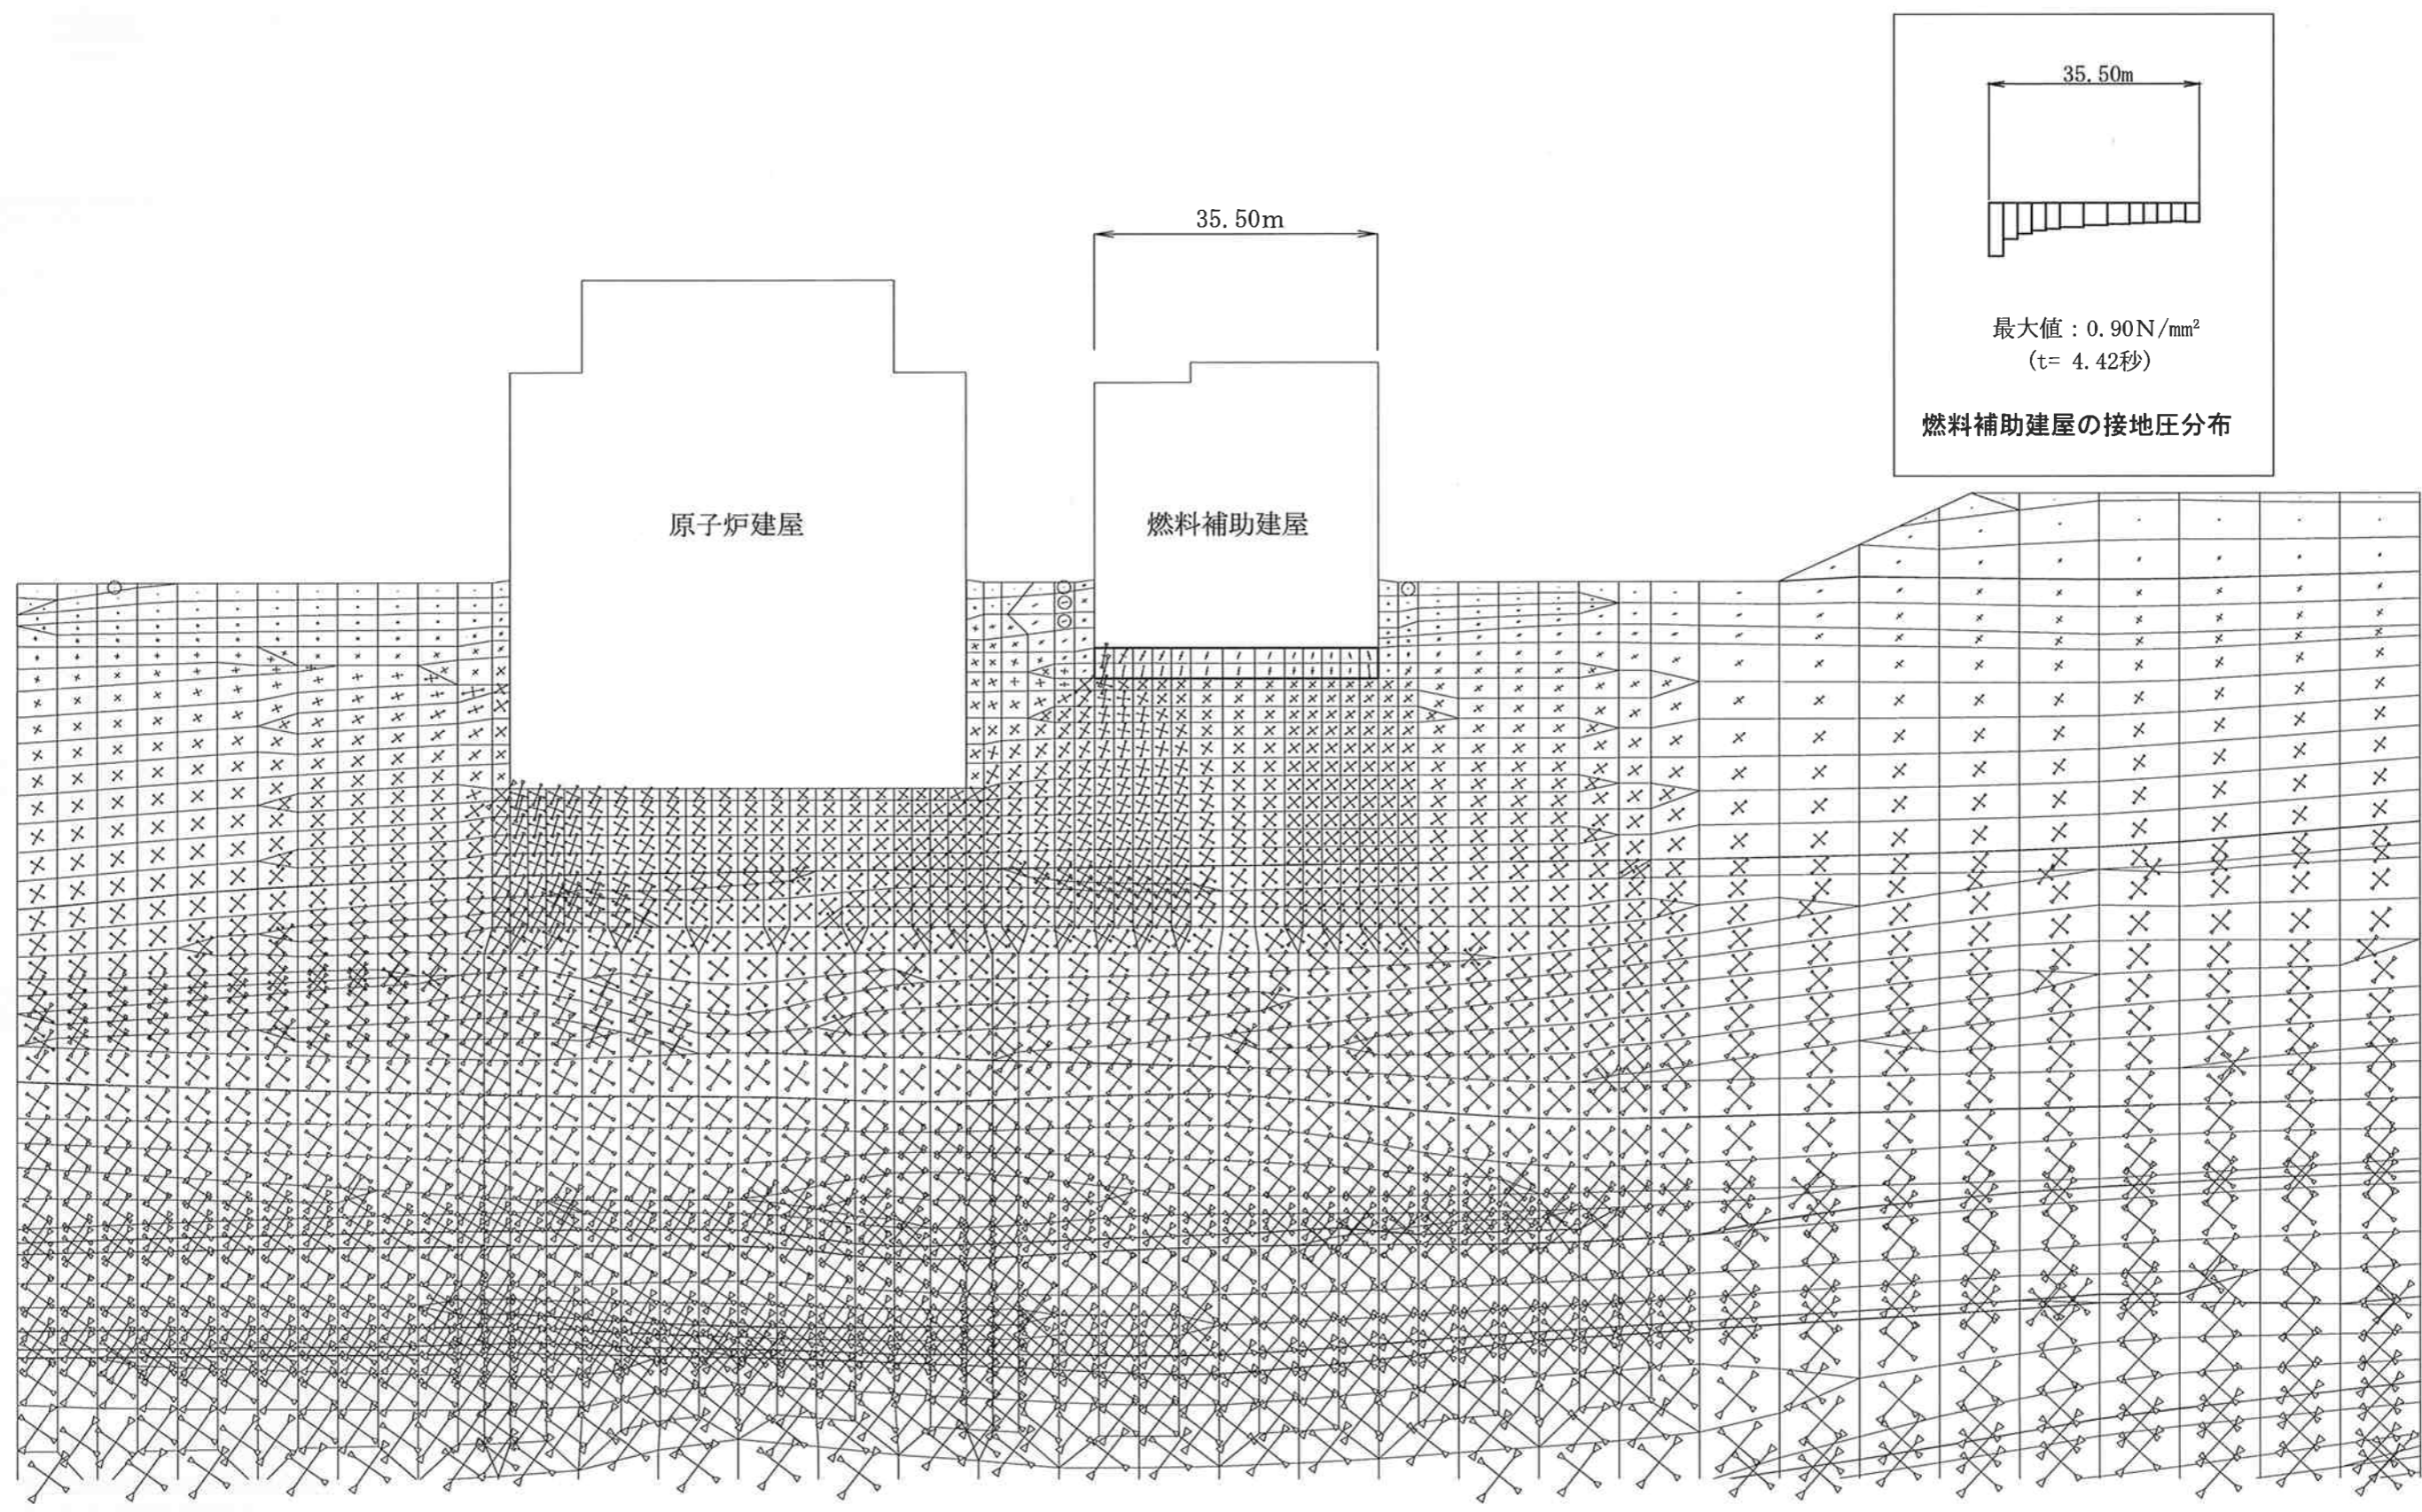 35.50m
最大値：0.90N/㎜²
(t= 4.42秒)
燃料補助建屋の接地圧分布
35.50m
原子炉建屋
燃料補助建屋